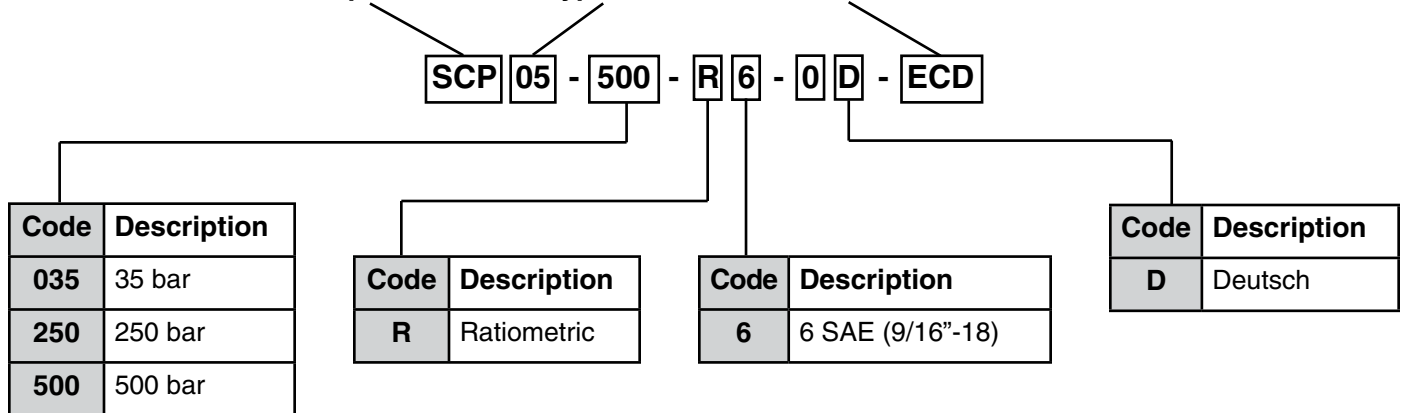 SCP 05 - 500 - R 6 - 0 D - ECD
Code Description
035 35 bar
250 250 bar
500 500 bar
Code Description
R Ratiometric
Code Description
6 6 SAE (9/16”-18)
Code Description
D Deutsch